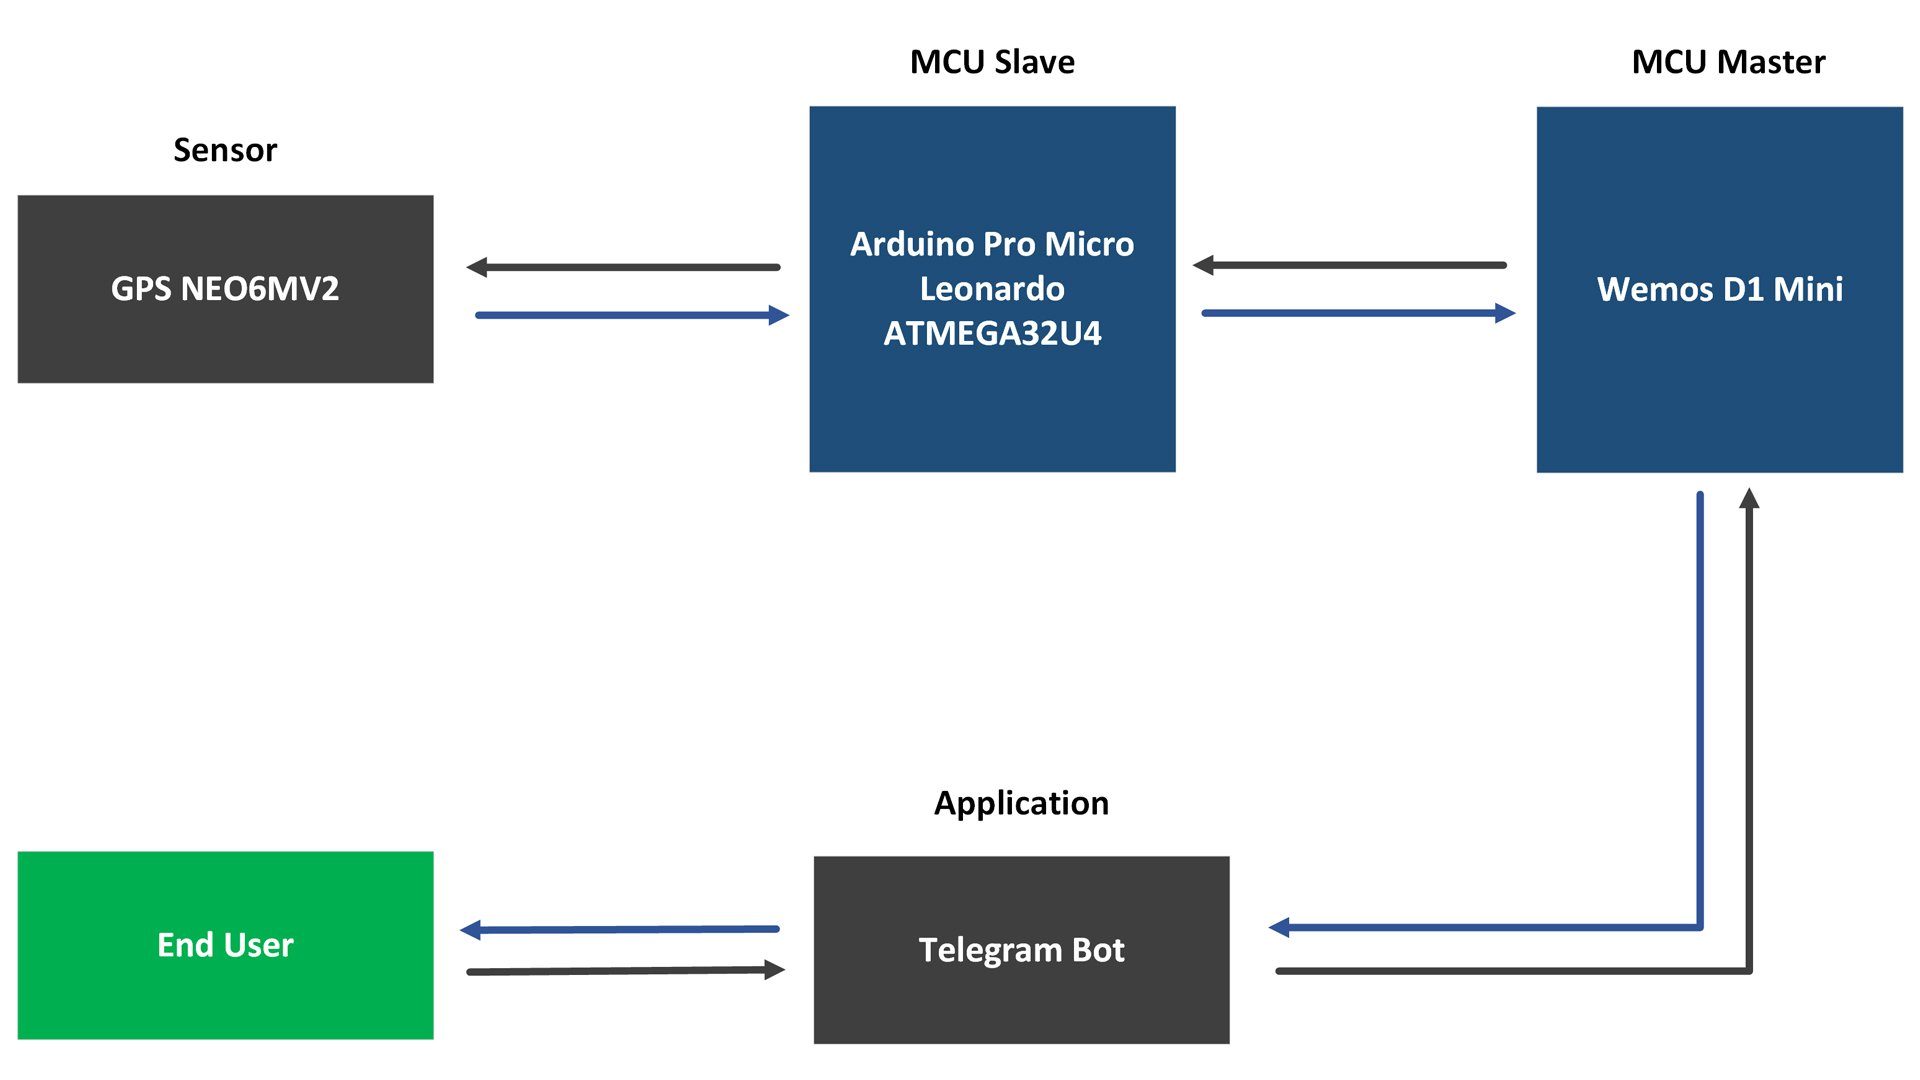 MCU Slave
MCU Master
Sensor
GPS NEO6MV2
Arduino Pro Micro
Leonardo
ATMEGA32U4
Wemos D1 Mini
Application
End User
Telegram Bot